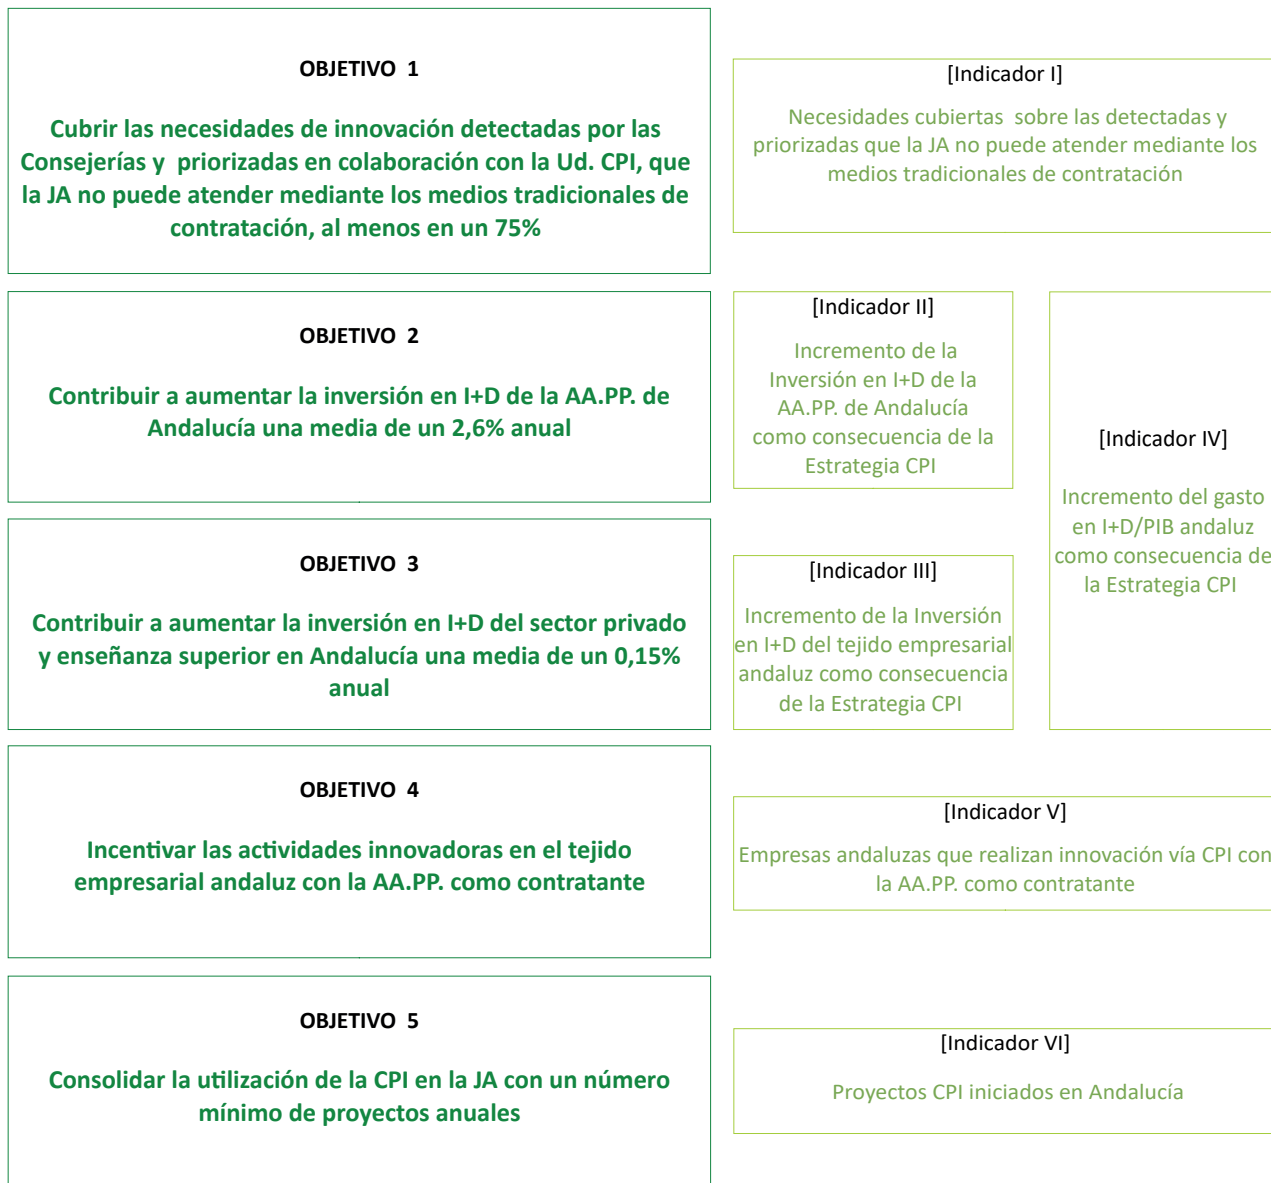 OBJETIVO 1
Cubrir las necesidades de innovación detectadas por las
Consejerías y priorizadas en colaboración con la Ud. CPI, que
la JA no puede atender mediante los medios tradicionales de
contratación, al menos en un 75%
[Indicador I]
Necesidades cubiertas sobre las detectadas y
priorizadas que la JA no puede atender mediante los
medios tradicionales de contratación
OBJETIVO 2
Contribuir a aumentar la inversión en I+D de la AA.PP. de
Andalucía una media de un 2,6% anual
[Indicador II]
Incremento de la
Inversión en I+D de la
AA.PP. de Andalucía
como consecuencia de la
Estrategia CPI
[Indicador IV]
Incremento del gasto
en I+D/PIB andaluz
como consecuencia de
la Estrategia CPI
OBJETIVO 3
Contribuir a aumentar la inversión en I+D del sector privado
y enseñanza superior en Andalucía una media de un 0,15%
anual
[Indicador III]
Incremento de la Inversión
en I+D del tejido empresarial
andaluz como consecuencia
de la Estrategia CPI
OBJETIVO 4
Incentivar las actividades innovadoras en el tejido
empresarial andaluz con la AA.PP. como contratante
[Indicador V]
Empresas andaluzas que realizan innovación vía CPI con
la AA.PP. como contratante
OBJETIVO 5
Consolidar la utilización de la CPI en la JA con un número
mínimo de proyectos anuales
[Indicador VI]
Proyectos CPI iniciados en Andalucía